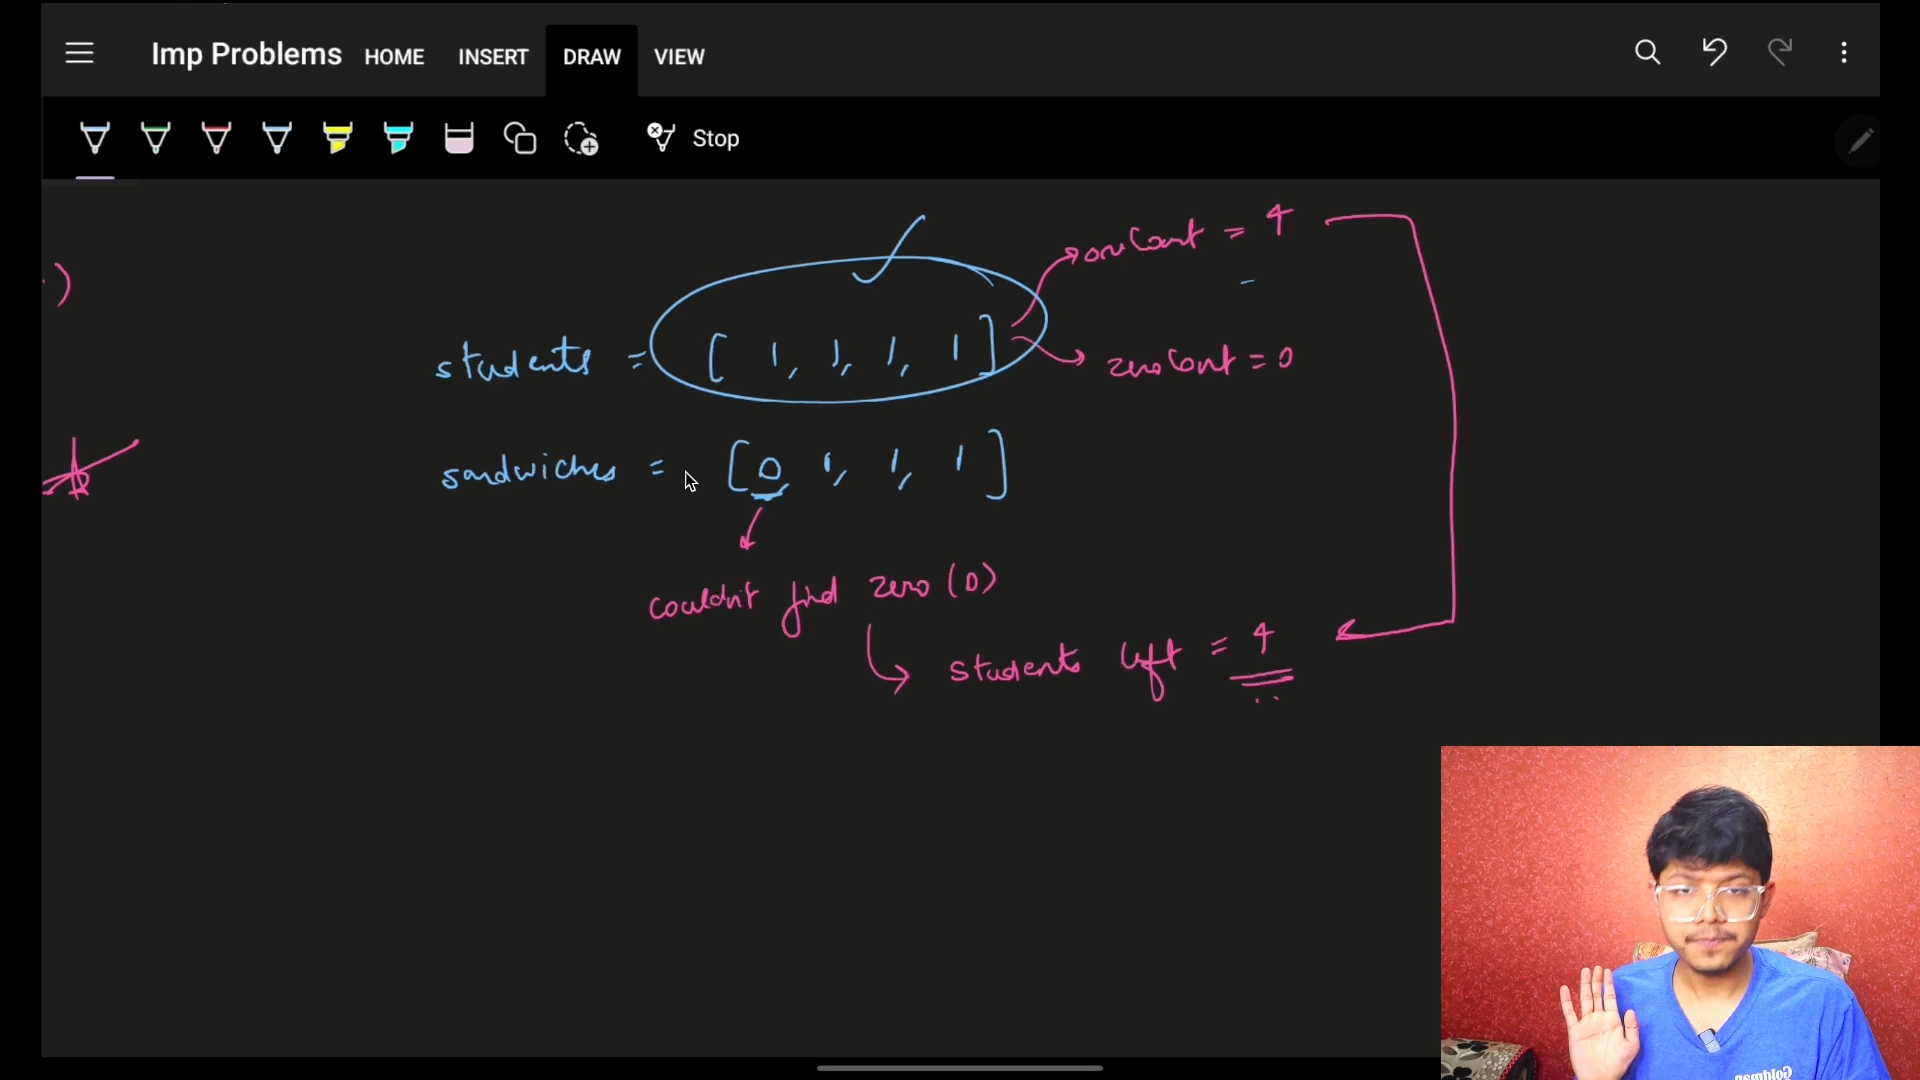 Imp Problems HOME INSERT DRAW VIEW
Stop
oneCount = 4
)
students = [ 1, 1, 1, 1 ]
zeroCount = 0
sandwiches = [ 0 1, 1, 1 ]
couldn't find zero (0)
students left = 4
Goldman